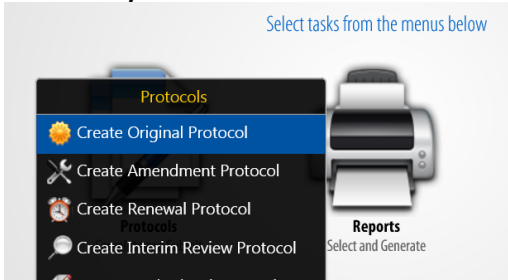 Select tasks from the menus below
Protocols
Create Original Protocol
Create Amendment Protocol
Create Renewal Protocol
Protocols
Create Interim Review Protocol
Reports
Select and Generate